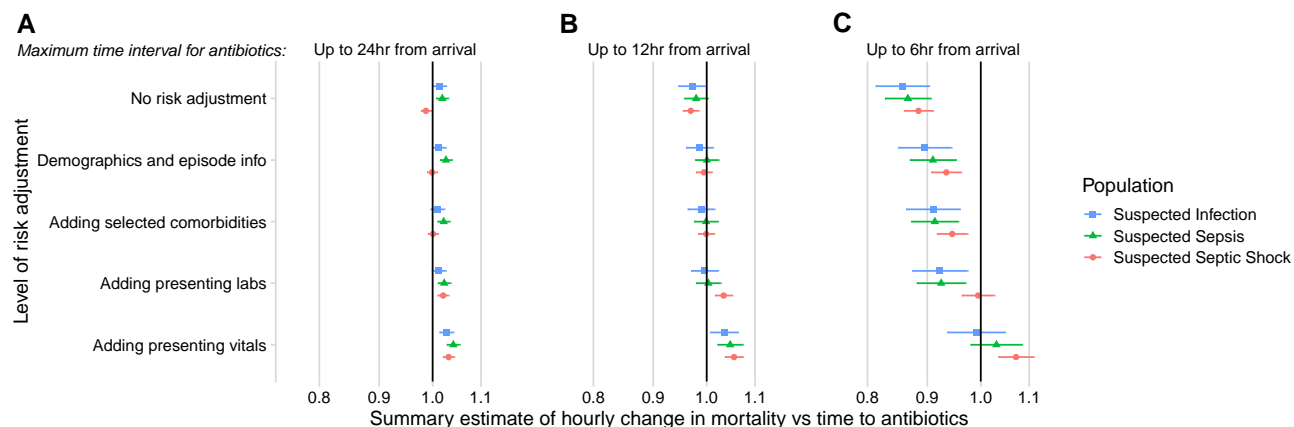 A
B
C
Maximum time interval for antibiotics:
Up to 24hr from arrival
Up to 12hr from arrival
Up to 6hr from arrival
Level of risk adjustment
No risk adjustment
Demographics and episode info
Adding selected comorbidities
Adding presenting labs
Adding presenting vitals
Population
Suspected Infection
Suspected Sepsis
Suspected Septic Shock
0.8 0.9 1.0 1.1
0.8 0.9 1.0 1.1
0.8 0.9 1.0 1.1
Summary estimate of hourly change in mortality vs time to antibiotics